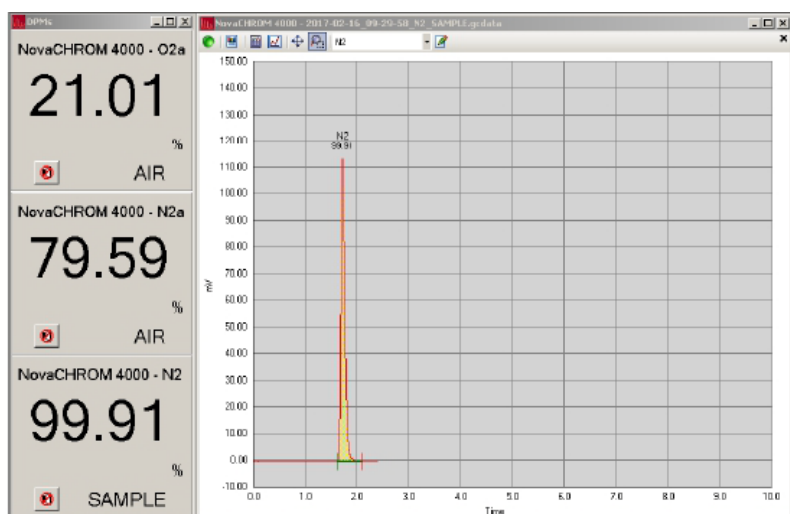 DPMs
NovaCHROM 4000 - O2a
21.01
%
AIR
NovaCHROM 4000 - N2a
79.59
%
AIR
NovaCHROM 4000 - N2
99.91
%
SAMPLE
NovaCHROM 4000 - 2017-02-16_09-29-58_N2_SAMPLE.gcdata
N2
150.00
140.00
130.00
120.00
110.00
100.00
90.00
80.00
70.00
60.00
50.00
40.00
30.00
20.00
10.00
0.00
-10.00
mV
N2
99.91
0.0 1.0 2.0 3.0 4.0 5.0 6.0 7.0 8.0 9.0 10.0
Time